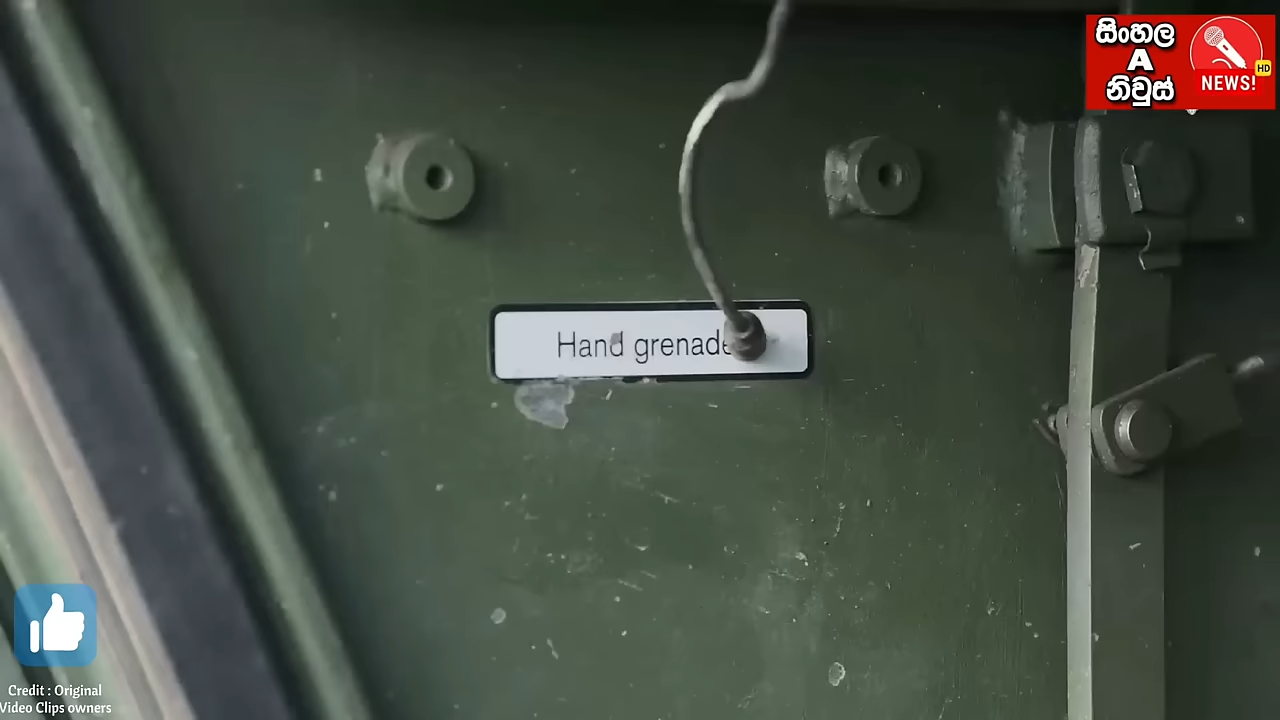 සිංහල
A
නිවුස්
NEWS!
HD
Hand grenade
Credit : Original
Video Clips owners